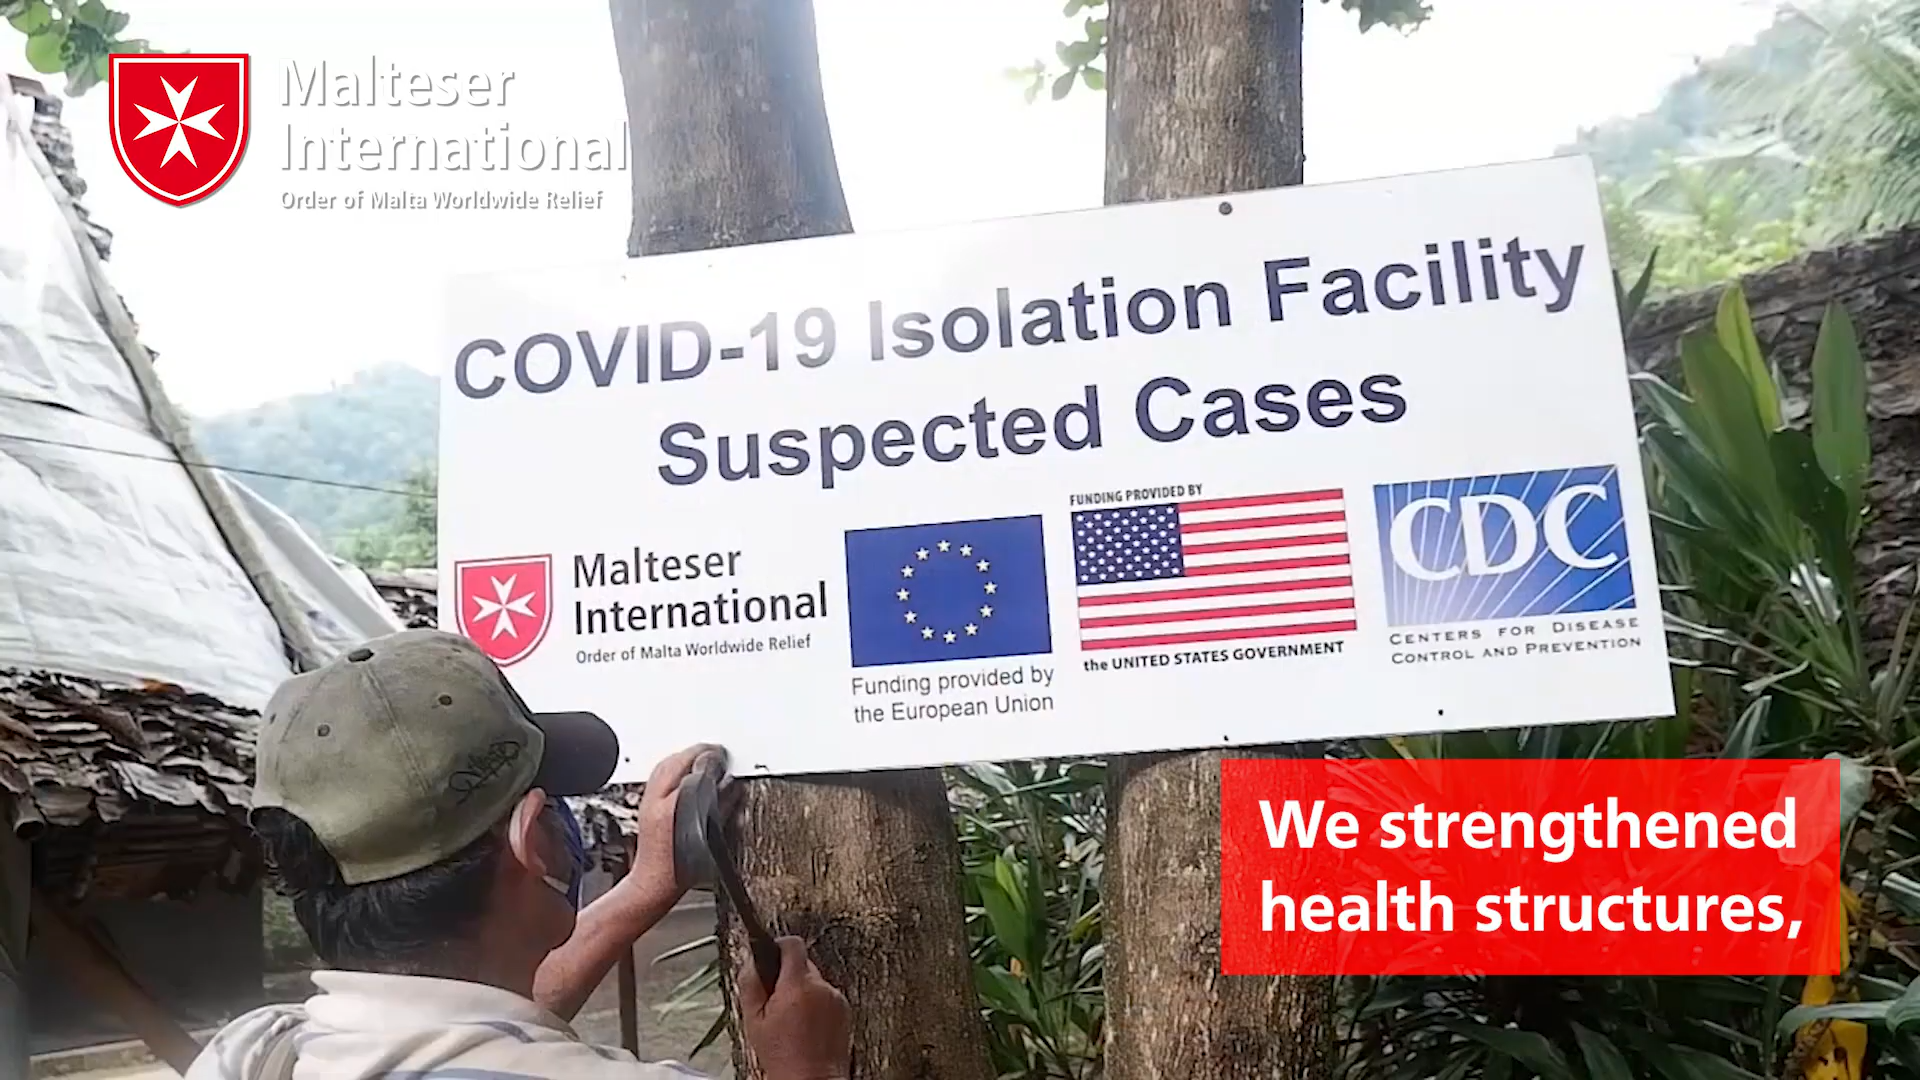 Malteser
International
Order of Malta Worldwide Relief
COVID-19 Isolation Facility
Suspected Cases
Malteser
International
Order of Malta Worldwide Relief
Funding provided by
the European Union
FUNDING PROVIDED BY
the UNITED STATES GOVERNMENT
CDC
CENTERS FOR DISEASE
CONTROL AND PREVENTION
We strengthened
health structures,